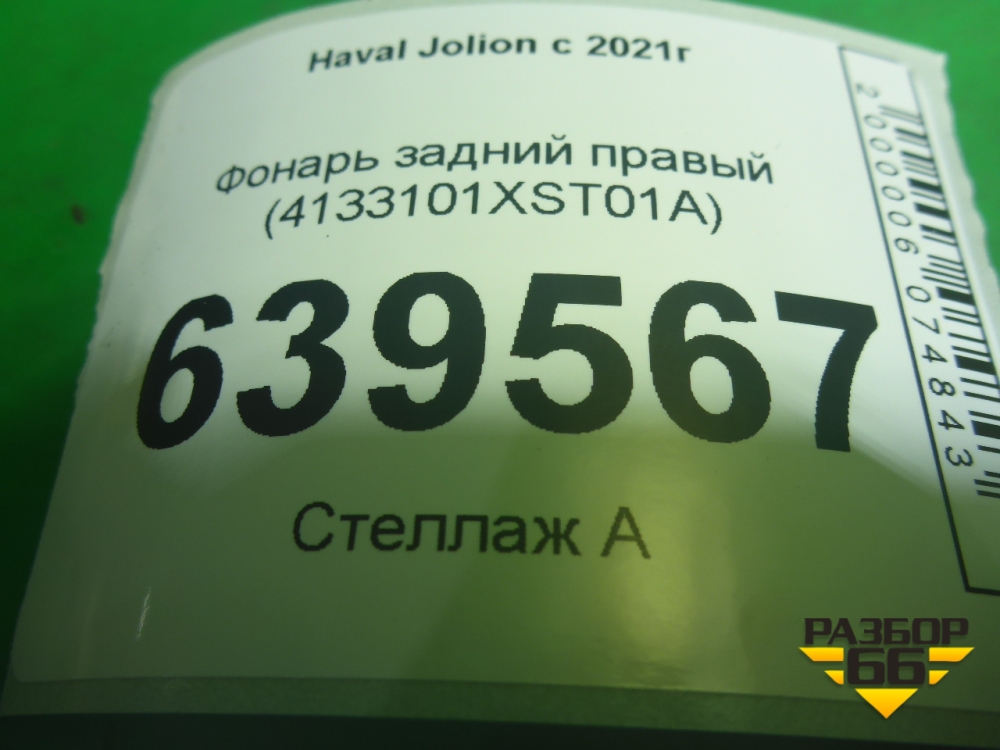 Haval Jolion с 2021г
Фонарь задний правый
(4133101XST01A)
639567
Стеллаж А
2000006074843
РАЗБОР
66